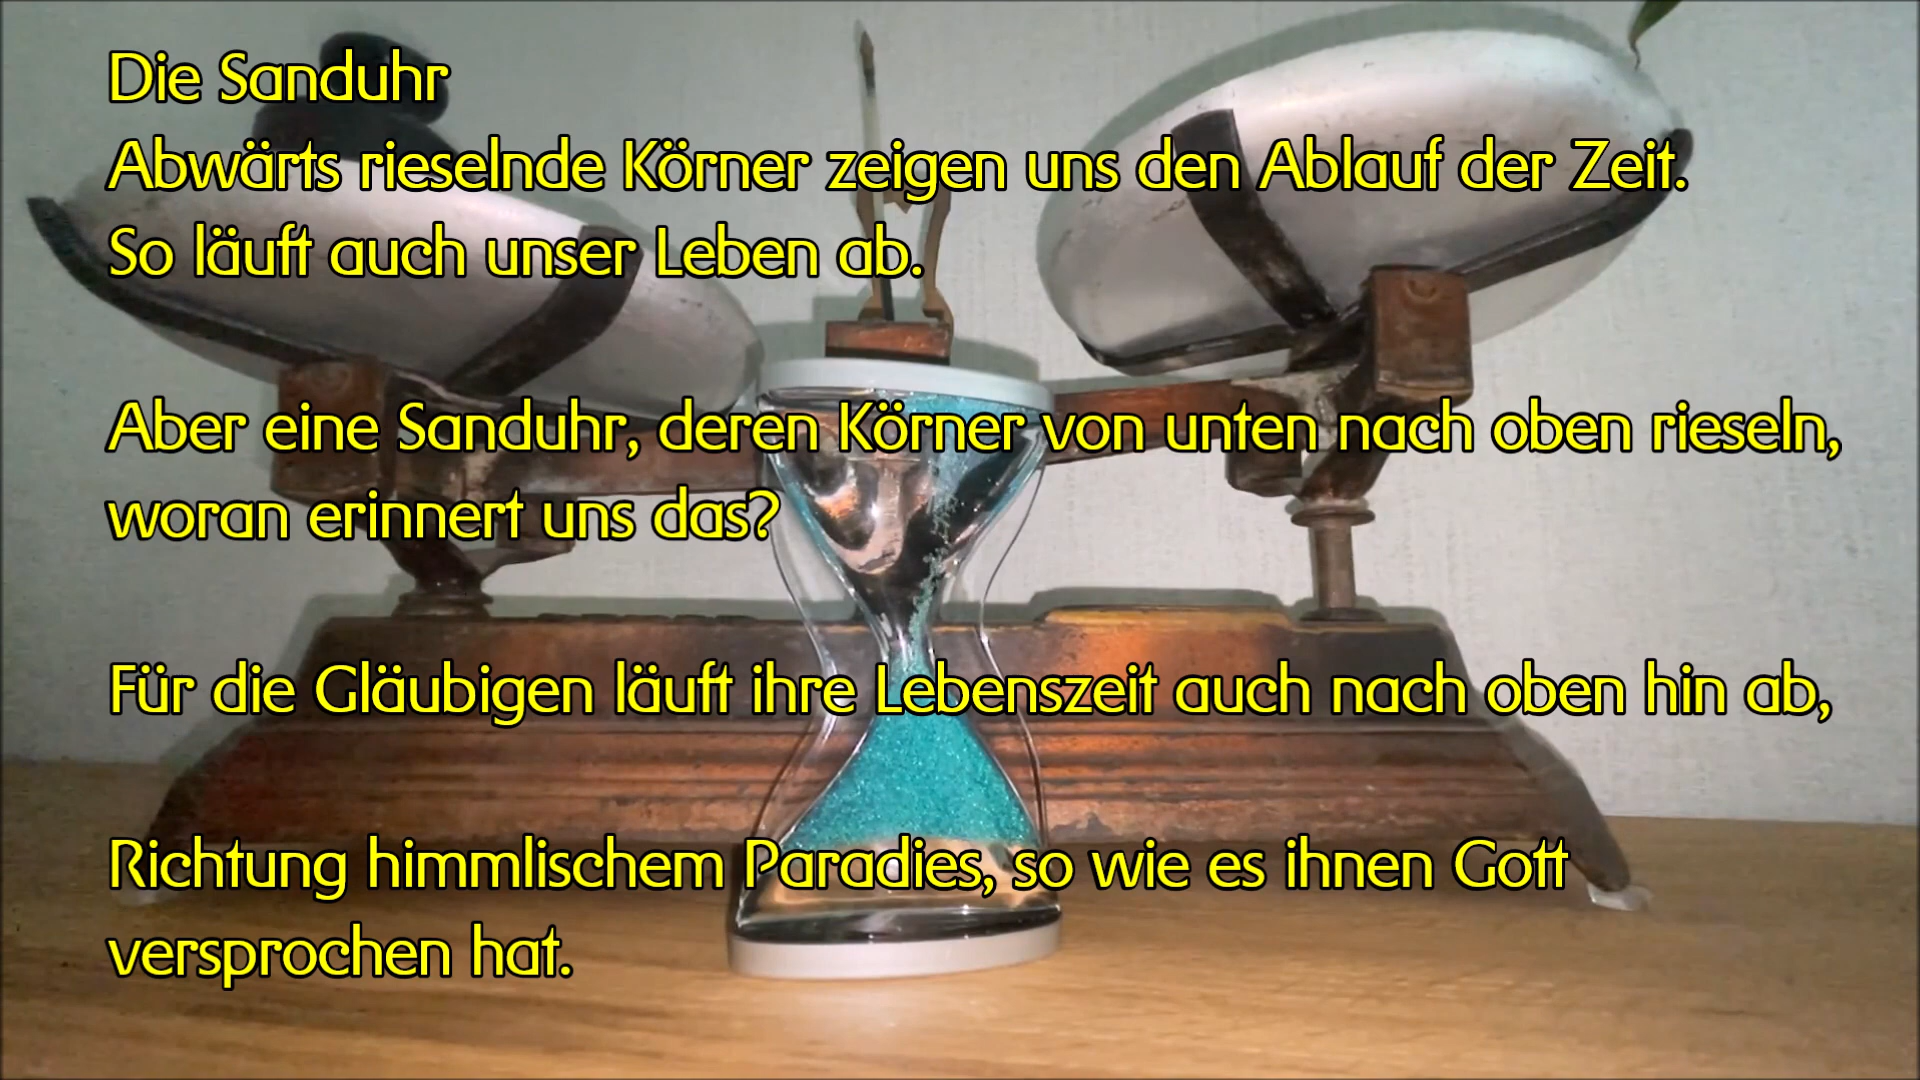 Die Sanduhr
Abwärts rieselnde Körner zeigen uns den Ablauf der Zeit.
So läuft auch unser Leben ab.
Aber eine Sanduhr, deren Körner von unten nach oben rieseln,
woran erinnert uns das?
Für die Gläubigen läuft ihre Lebenszeit auch nach oben hin ab,
Richtung himmlischem Paradies, so wie es ihnen Gott
versprochen hat.